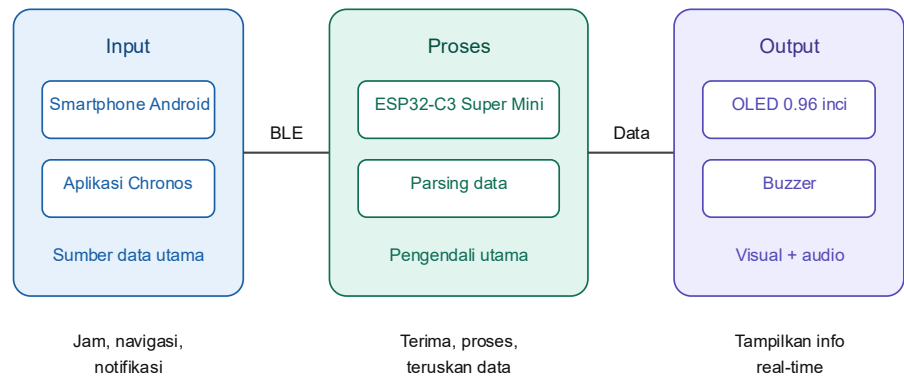 Input
Smartphone Android
Aplikasi Chronos
Sumber data utama
Jam, navigasi,
notifikasi
BLE
Proses
ESP32-C3 Super Mini
Parsing data
Pengendali utama
Terima, proses,
teruskan data
Data
Output
OLED 0.96 inci
Buzzer
Visual + audio
Tampilkan info
real-time